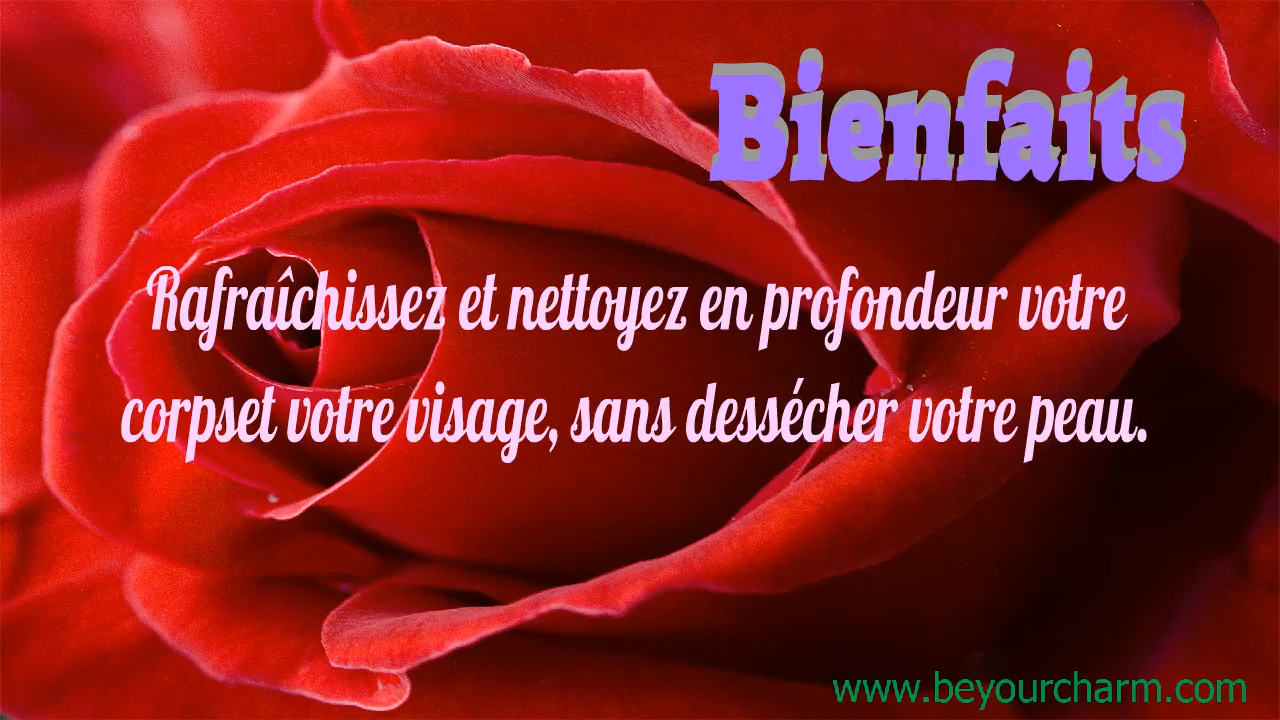 Bienfaits
Rafraîchissez et nettoyez en profondeur votre
corpset votre visage, sans dessécher votre peau.
www.beyourcharm.com